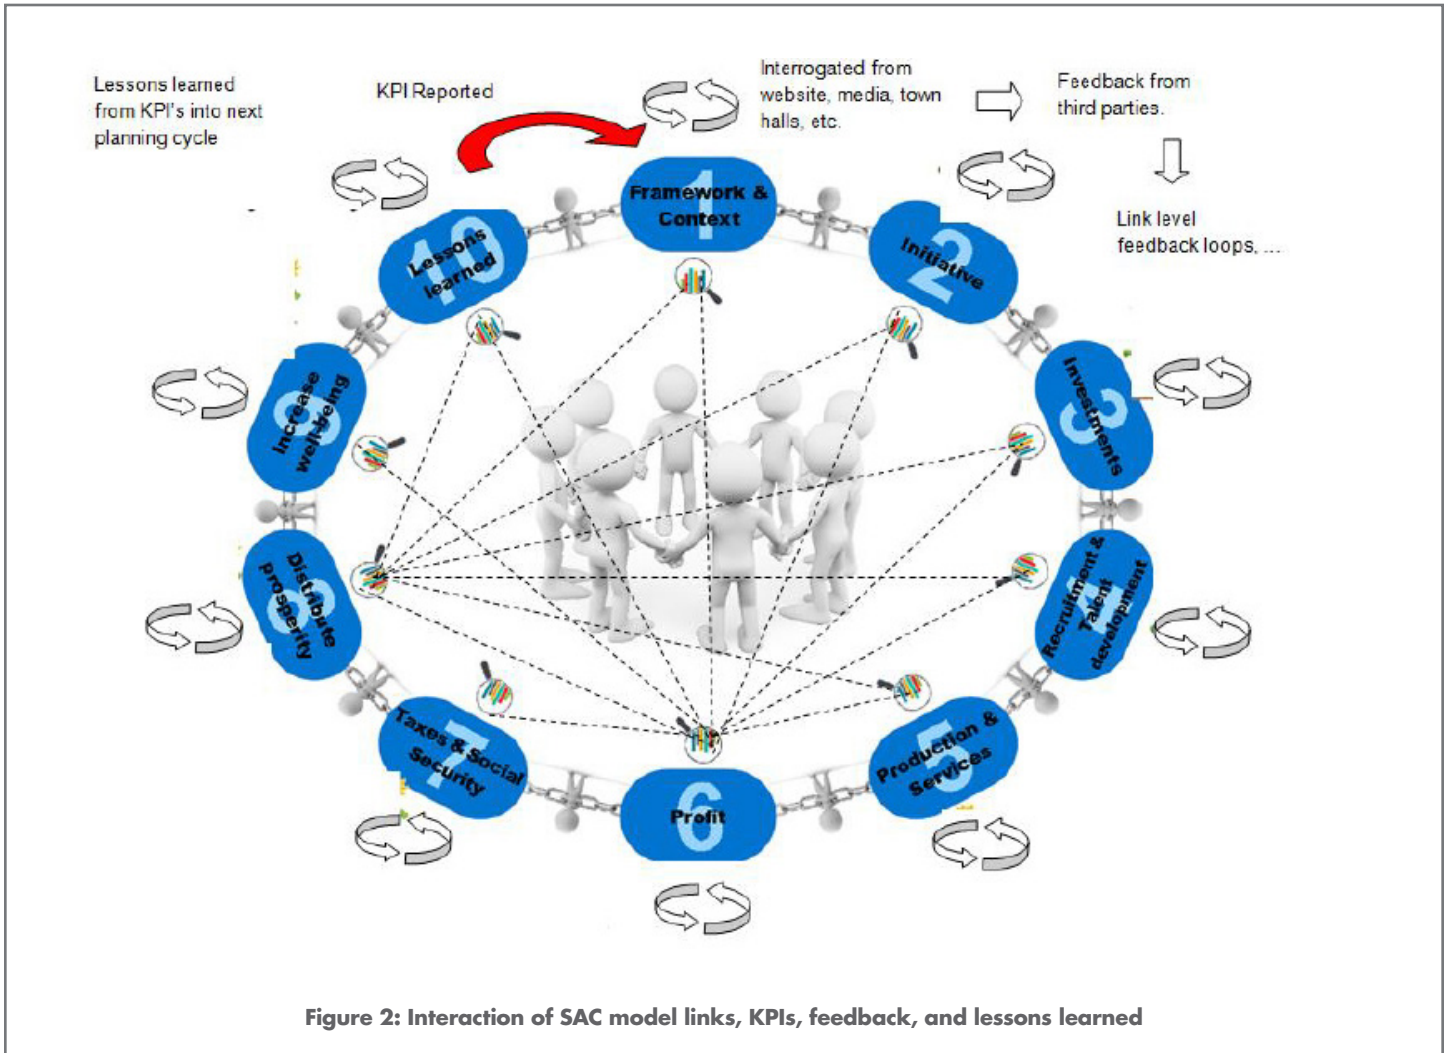 Lessons learned
from KPI's into next
planning cycle
KPI Reported
Interrogated from
website, media, town
halls, etc.
Feedback from
third parties.
Link level
feedback loops, ...
1
Framework &
Context
2
Initiative
3
Investments
4
Recruitment &
Talent
development
5
Production &
Services
6
Profit
7
Taxes & Social
Security
8
Distribute
prosperity
9
Increase
well-being
10
Lessons
learned
Figure 2: Interaction of SAC model links, KPIs, feedback, and lessons learned